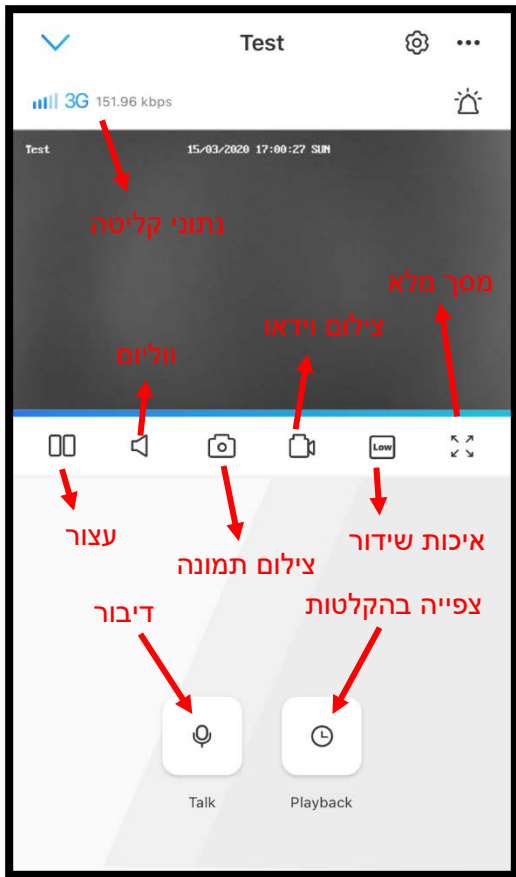 Test
3G 151.96 kbps
Test 15/03/2020 17:00:27 SUN
נתוני קליטה
מסך מלא
צילום וידאו
ווליום
Low
עצור
איכות שידור
צילום תמונה
צפייה בהקלטות
דיבור
Talk
Playback